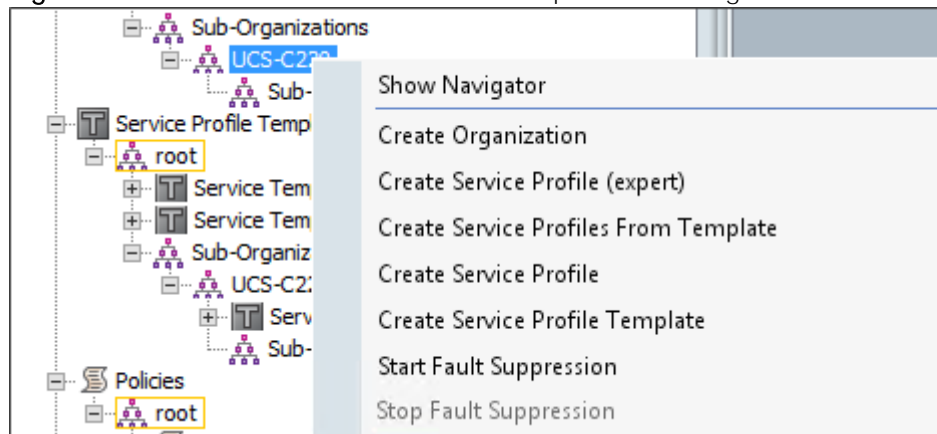 Sub-Organizations
UCS-C220
Sub-
Service Profile Temp
root
Service Tem
Service Tem
Sub-Organiz
UCS-C22
Serv
Sub-
Policies
root
Show Navigator
Create Organization
Create Service Profile (expert)
Create Service Profiles From Template
Create Service Profile
Create Service Profile Template
Start Fault Suppression
Stop Fault Suppression